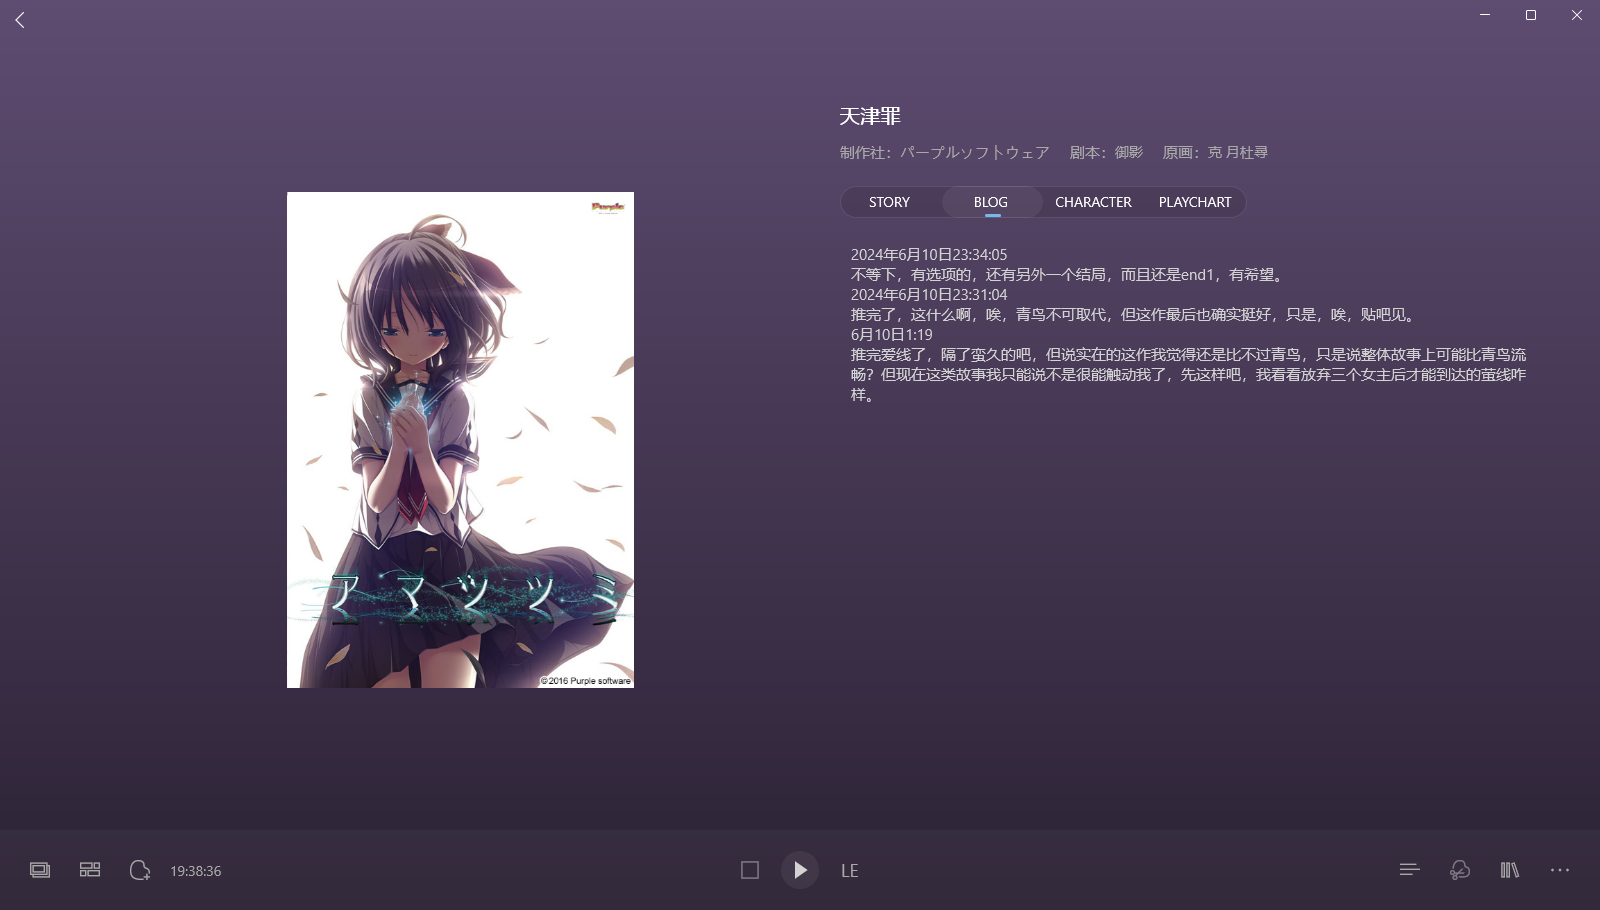 天津罪
制作社：パープルソフトウェア 剧本：御影 原画：克 月杜尋
Purple
STORY BLOG CHARACTER PLAYCHART
2024年6月10日23:34:05
不等下，有选项的，还有另外一个结局，而且还是end1，有希望。
2024年6月10日23:31:04
推完了，这什么啊，唉，青鸟不可取代，但这作最后也确实挺好，只是，唉，贴吧见。
6月10日1:19
推完爱线了，隔了蛮久的吧，但说实在的这作我觉得还是比不过青鸟，只是说整体故事上可能比青鸟流
畅？但现在这类故事我只能说不是很能触动我了，先这样吧，我看看放弃三个女主后才能到达的萤线咋
样。
アマツツミ
©2016 Purple software
19:38:36
LE